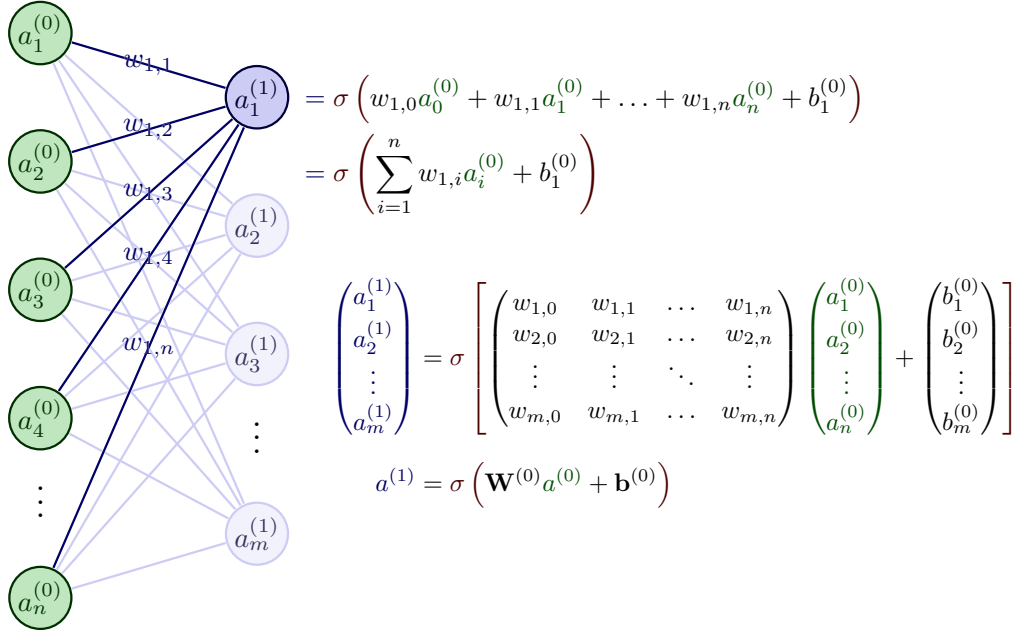 a_1^{(0)}
a_2^{(0)}
a_3^{(0)}
a_4^{(0)}
⋮
a_n^{(0)}
w_{1,1}
w_{1,2}
w_{1,3}
w_{1,4}
w_{1,n}
a_1^{(1)}
a_2^{(1)}
a_3^{(1)}
⋮
a_m^{(1)}
= σ ( w_{1,0} a_0^{(0)} + w_{1,1} a_1^{(0)} + … + w_{1,n} a_n^{(0)} + b_1^{(0)} )
= σ ( ∑_{i=1}^{n} w_{1,i} a_i^{(0)} + b_1^{(0)} )
a_1^{(1)} w_{1,0} w_{1,1} … w_{1,n} a_1^{(0)} b_1^{(0)}
a_2^{(1)} = σ w_{2,0} w_{2,1} … w_{2,n} a_2^{(0)} + b_2^{(0)}
⋮ ⋮ ⋮ ⋱ ⋮ ⋮ ⋮
a_m^{(1)} w_{m,0} w_{m,1} … w_{m,n} a_n^{(0)} b_m^{(0)}
a^{(1)} = σ ( W^{(0)} a^{(0)} + b^{(0)} )